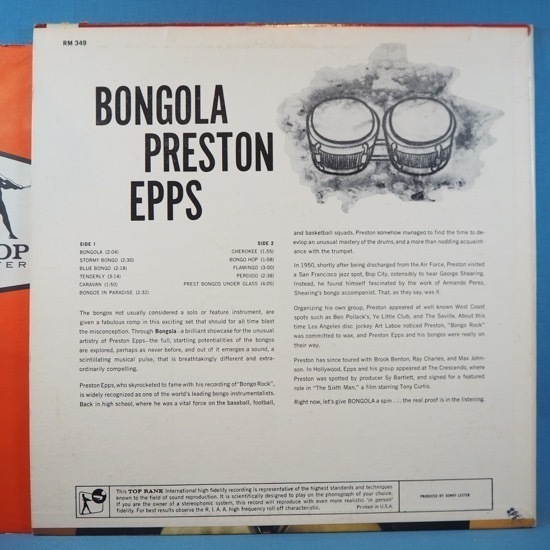 RM 349
BONGOLA
PRESTON
EPPS
SIDE 1
BONGOLA (2:04)
STORMY BONGO (2:30)
BLUE BONGO (2:18)
TENDERLY (3:14)
CARAVAN (1:50)
BONGOS IN PARADISE (2:32)
SIDE 2
CHEROKEE (1:55)
BONGO HOP (1:58)
FLAMINGO (3:00)
PERDIDO (2:38)
PREST BONGOS UNDER GLASS (4:05)
The bongos not usually considered a solo or feature instrument, are
given a fabulous romp in this exciting set that should for all time blast
the misconception. Through Bongola—a brilliant showcase for the unusual
artistry of Preston Epps—the full, startling potentialities of the bongos
are explored, perhaps as never before, and out of it emerges a sound, a
scintillating musical pulse, that is breathtakingly different and extra-
ordinarily compelling.
Preston Epps, who skyrocketed to fame with his recording of "Bongo Rock",
is widely recognized as one of the world's leading bongo instrumentalists.
Back in high school, where he was a vital force on the baseball, football,
and basketball squads, Preston somehow managed to find the time to de-
evlop an unusual mastery of the drums, and a more than nodding acquaint-
ance with the trumpet.
In 1950, shortly after being discharged from the Air Force, Preston visited
a San Francisco jazz spot, Bop City, ostensibly to hear George Shearing.
Instead, he found himself fascinated by the work of Armando Perez,
Shearing's bongo accompanist. That, as they say, was it.
Organizing his own group, Preston appeared at well known West Coast
spots such as Ben Pollack's, Ye Little Club, and The Seville. About this
time Los Angeles disc jockey Art Laboe noticed Preston, "Bongo Rock"
was committed to wax, and Preston Epps and his bongos were really on
their way.
Preston has since toured with Brook Benton, Ray Charles, and Mav John-
son. In Hollywood, Epps and his group appeared at The Crescendo, where
Preston was spotted by producer Sy Bartlett, and signed for a featured
role in "The Sixth Man," a film starring Tony Curtis.
Right now, let's give BONGOLA a spin . . . the real proof is in the listening.
This TOP RANK International high fidelity recording is representative of the highest standards and techniques
known to the field of sound reproduction. It is scientifically designed to play on the phonograph of your choice.
If you are the owner of a stereophonic system, this record will reproduce with even more realistic 'in person'
fidelity. For best results observe the R. I. A. A. high frequency roll off characteristic.
Printed in U.S.A.
PRODUCED BY SONNY LESTER
OP
TER